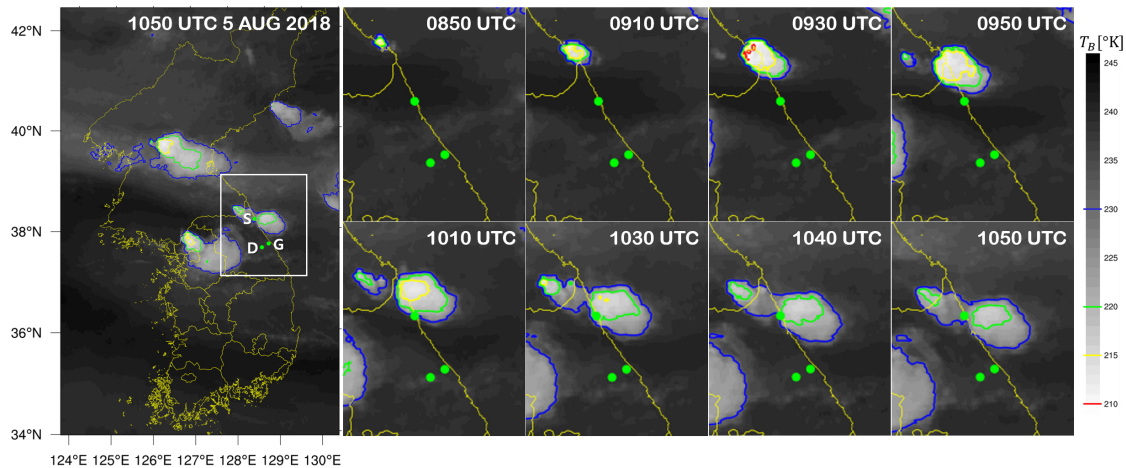 1050 UTC 5 AUG 2018
0850 UTC
0910 UTC
0930 UTC
0950 UTC
T_B [°K]
42°N
40°N
38°N
36°N
34°N
S
D
G
1010 UTC
1030 UTC
1040 UTC
1050 UTC
245
240
235
230
225
220
215
210
124°E 125°E 126°E 127°E 128°E 129°E 130°E